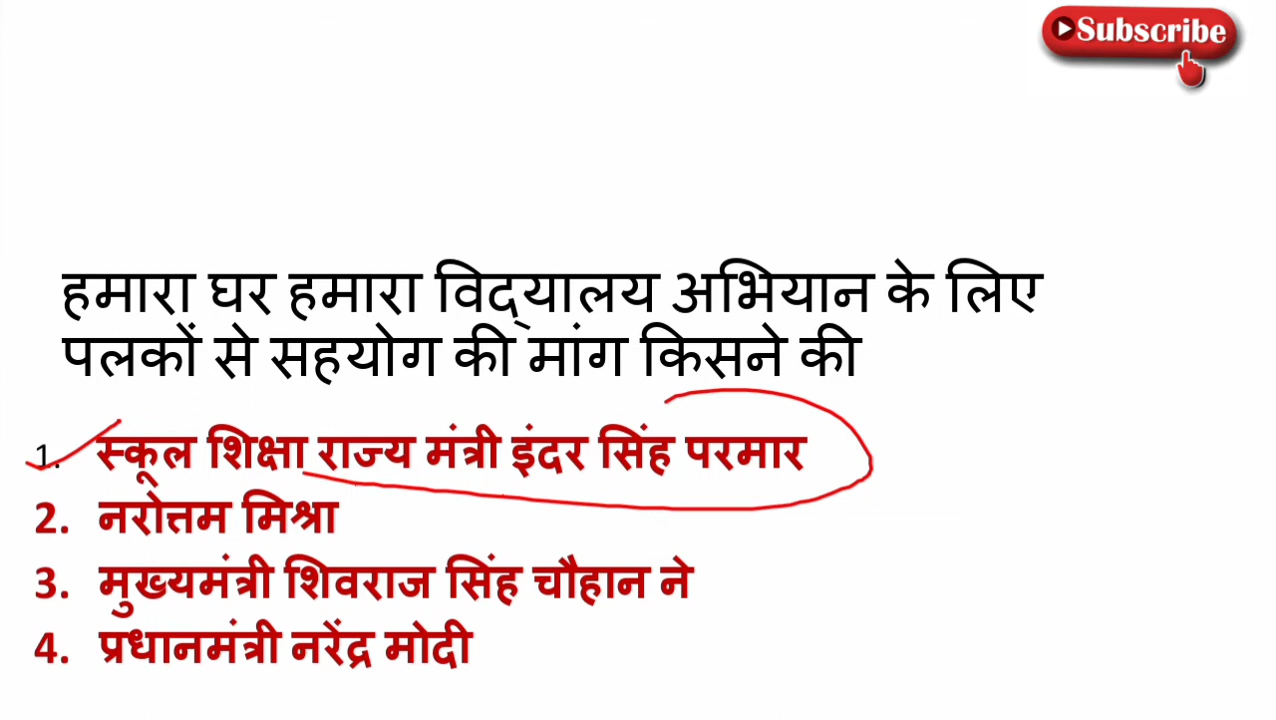 Subscribe
हमारा घर हमारा विद्‌यालय अभियान के लिए
पलकों से सहयोग की मांग किसने की
1. स्कूल शिक्षा राज्य मंत्री इंदर सिंह परमार
2. नरोत्तम मिश्रा
3. मुख्यमंत्री शिवराज सिंह चौहान ने
4. प्रधानमंत्री नरेंद्र मोदी